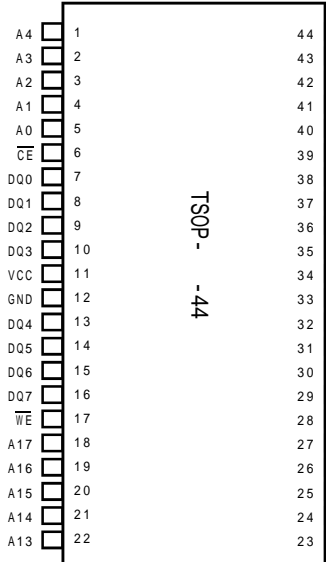 A4 1 44
A3 2 43
A2 3 42
A1 4 41
A0 5 40
CE 6 39
DQ0 7 38
DQ1 8 37
DQ2 9 36
DQ3 10 35
VCC 11 34
GND 12 33
DQ4 13 32
DQ5 14 31
DQ6 15 30
DQ7 16 29
WE 17 28
A17 18 27
A16 19 26
A15 20 25
A14 21 24
A13 22 23
TSOP- -44